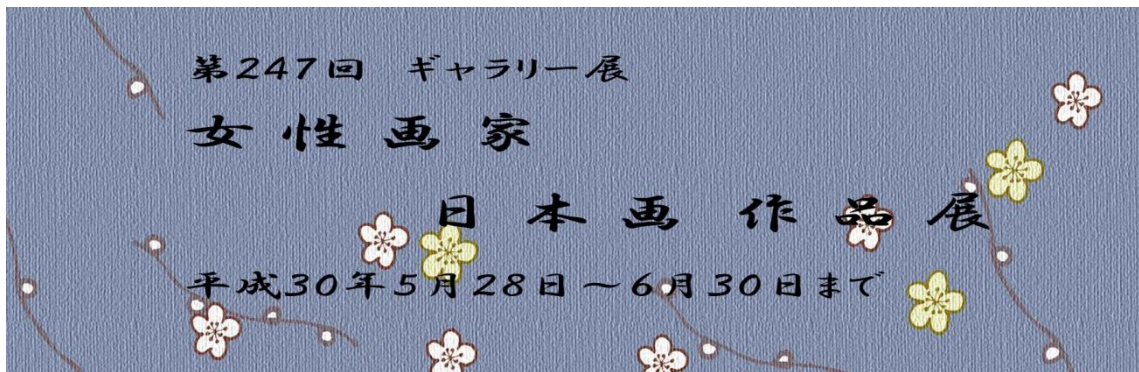 第247回　ギャラリー展
女性画家
日本画　作品展
平成30年5月28日～6月30日まで